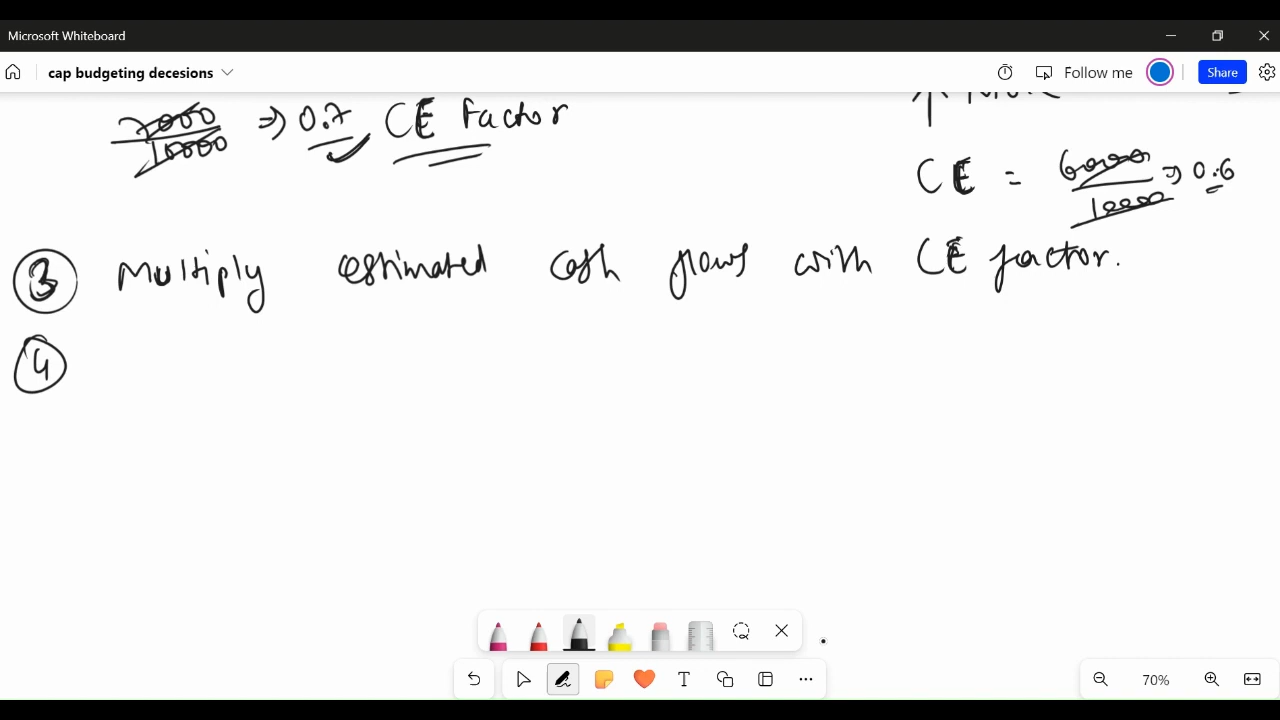 Microsoft Whiteboard
cap budgeting decesions
Follow me
Share
7000
10000
=> 0.7 CE Factor
CE = 6000
10000
=> 0.6
3 Multiply estimated cash flows with CE factor.
4
70%